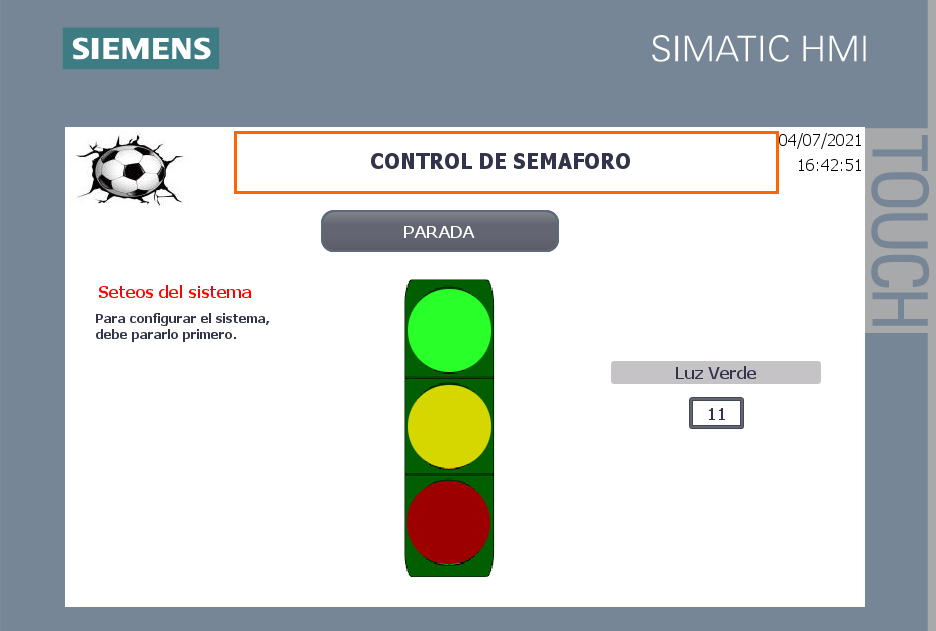 SIEMENS
SIMATIC HMI
CONTROL DE SEMAFORO
04/07/2021
16:42:51
TOUCH
PARADA
Seteos del sistema
Para configurar el sistema,
debe pararlo primero.
Luz Verde
11